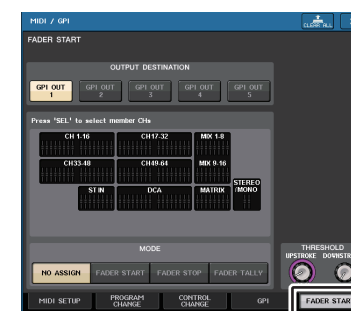 MIDI / GPI
CLEAR ALL
FADER START
OUTPUT DESTINATION
GPI OUT 1
GPI OUT 2
GPI OUT 3
GPI OUT 4
GPI OUT 5
Press 'SEL' to select member CHs
CH 1-16
CH17-32
MIX 1-8
CH33-48
CH49-64
MIX 9-16
ST IN
DCA
MATRIX
STEREO /MONO
MODE
NO ASSIGN
FADER START
FADER STOP
FADER TALLY
THRESHOLD
UPSTROKE
MIDI SETUP
PROGRAM CHANGE
CONTROL CHANGE
GPI
FADER START